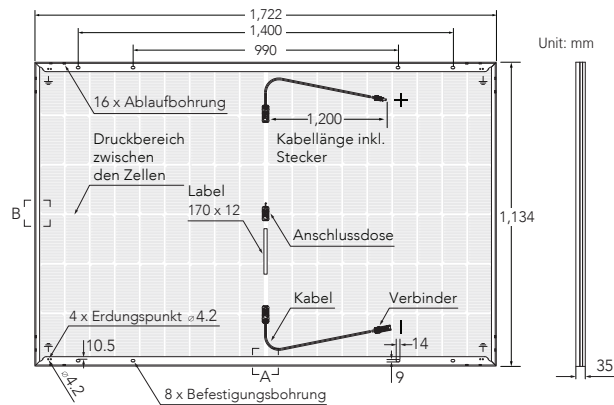 1,722
1,400
990
Unit: mm
16 x Ablaufbohrung
+
1,200
Kabellänge inkl.
Stecker
Druckbereich
zwischen
den Zellen
Label
170 x 12
B
1,134
Anschlussdose
Kabel
Verbinder
4 x Erdungspunkt ⌀4.2
10.5
14
⌀4.2
A
9
35
8 x Befestigungsbohrung